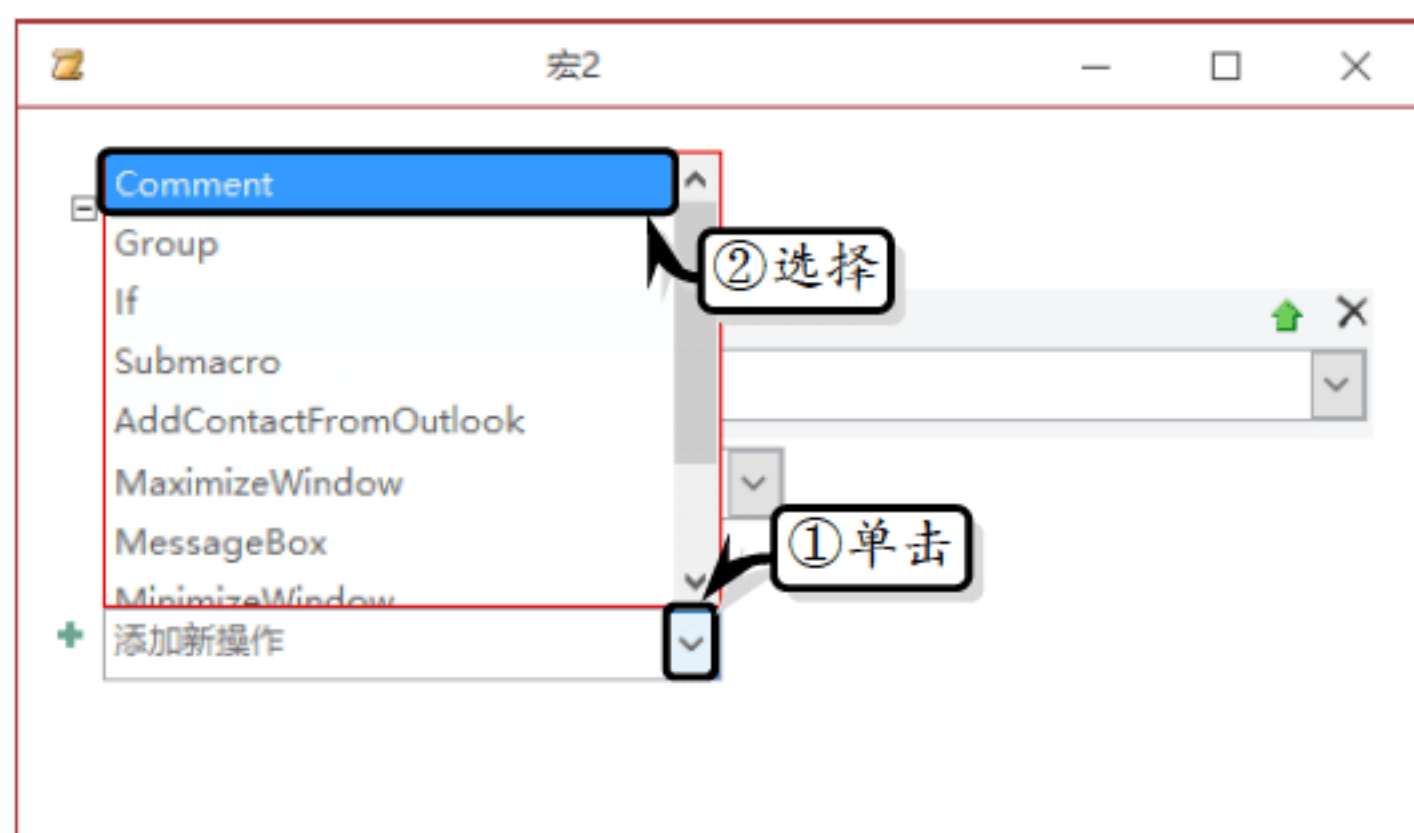 宏2
Comment
Group
②选择
If
Submacro
AddContactFromOutlook
MaximizeWindow
MessageBox
①单击
MinimizeWindow
添加新操作